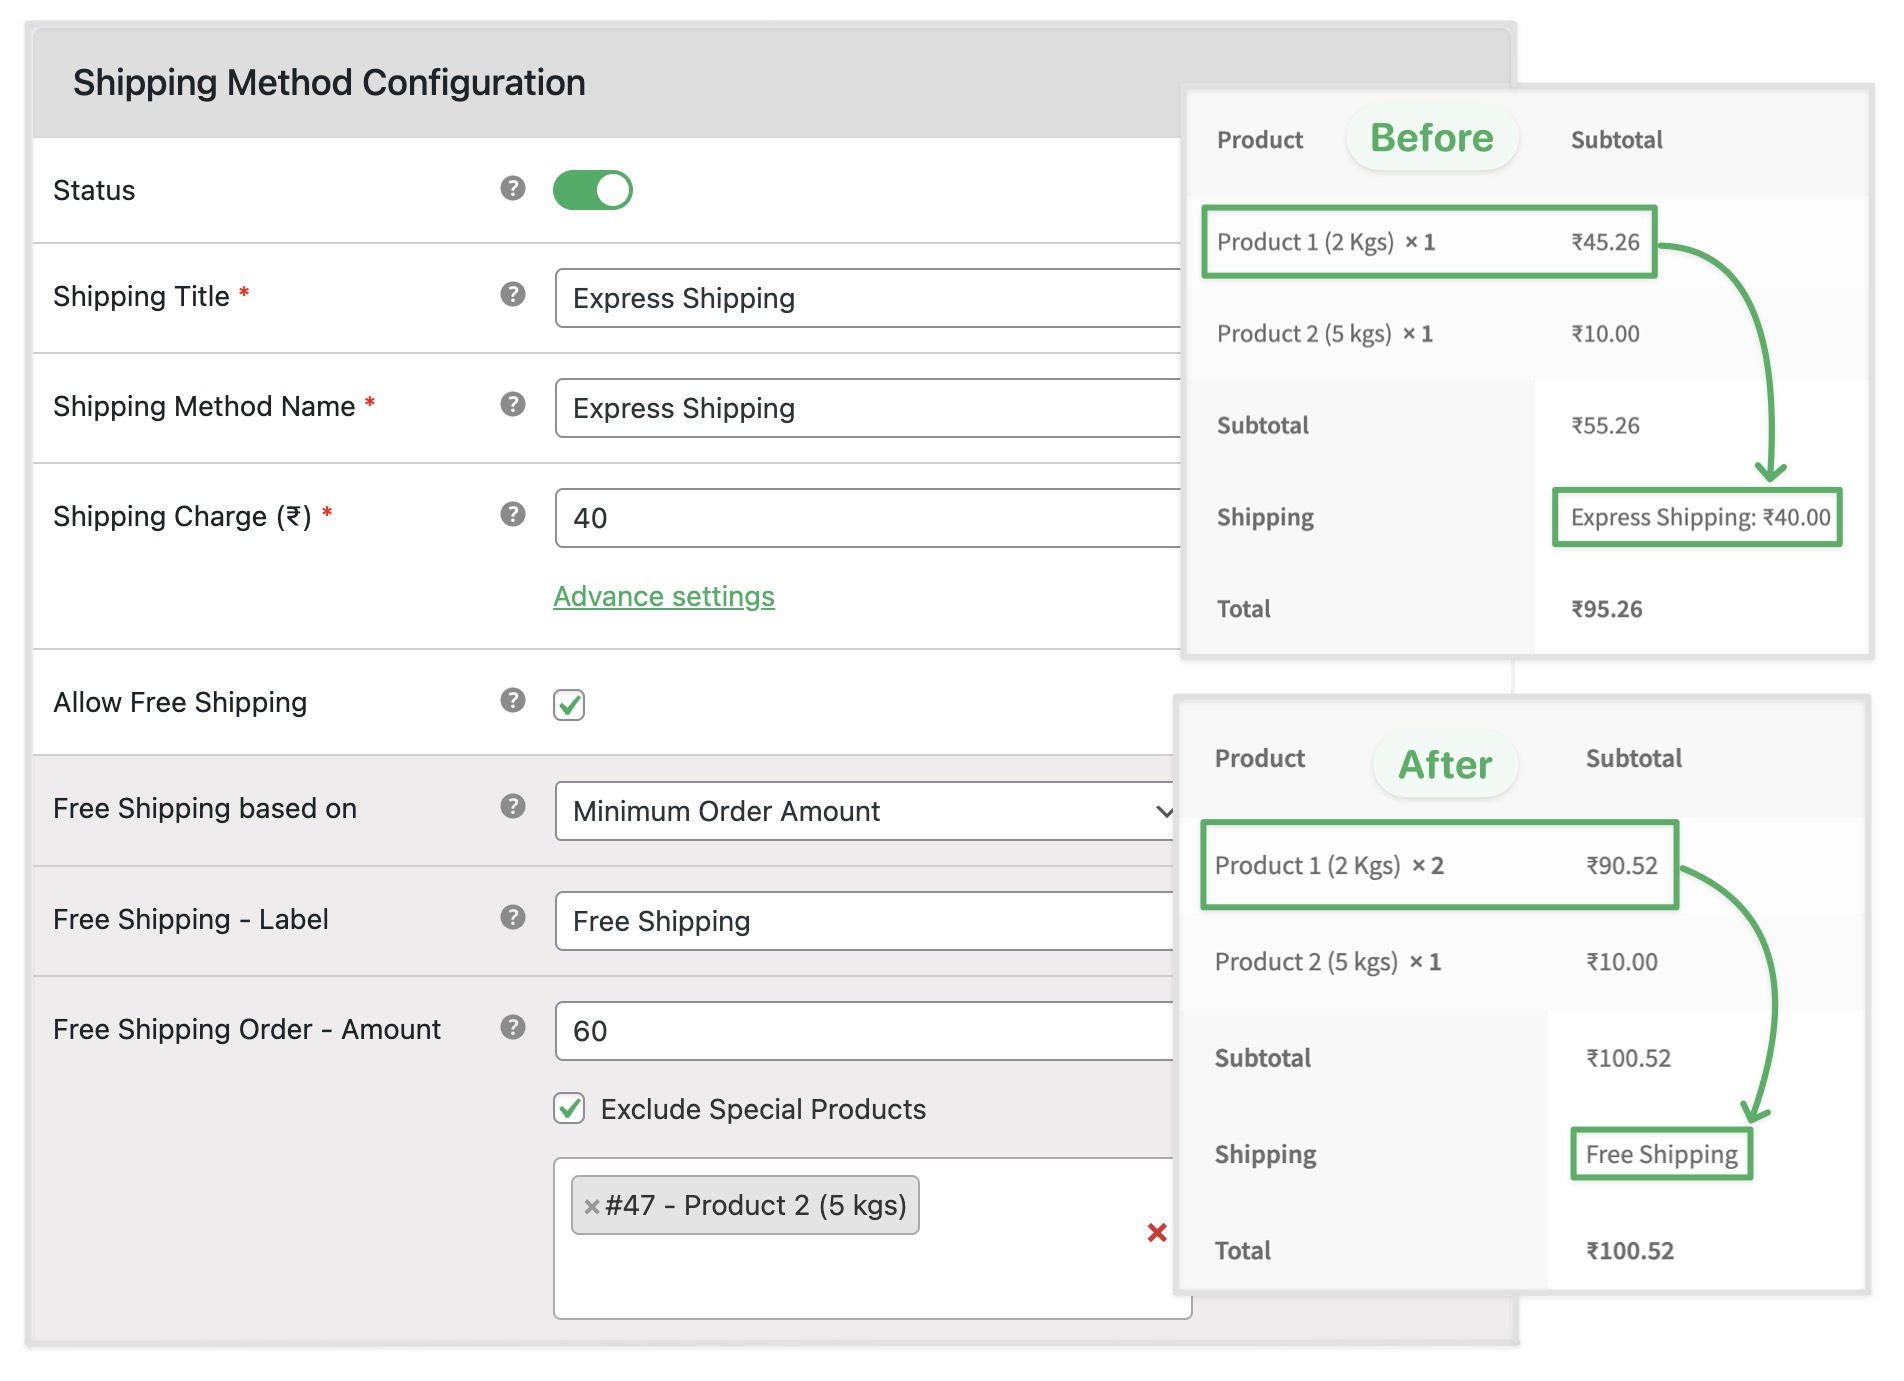 Shipping Method Configuration
Status
Shipping Title *
Express Shipping
Shipping Method Name *
Express Shipping
Shipping Charge (₹) *
40
Advance settings
Allow Free Shipping
Free Shipping based on
Minimum Order Amount
Free Shipping - Label
Free Shipping
Free Shipping Order - Amount
60
Exclude Special Products
×#47 - Product 2 (5 kgs)
Product Before Subtotal
Product 1 (2 Kgs) × 1 ₹45.26
Product 2 (5 kgs) × 1 ₹10.00
Subtotal ₹55.26
Shipping Express Shipping: ₹40.00
Total ₹95.26
Product After Subtotal
Product 1 (2 Kgs) × 2 ₹90.52
Product 2 (5 kgs) × 1 ₹10.00
Subtotal ₹100.52
Shipping Free Shipping
Total ₹100.52